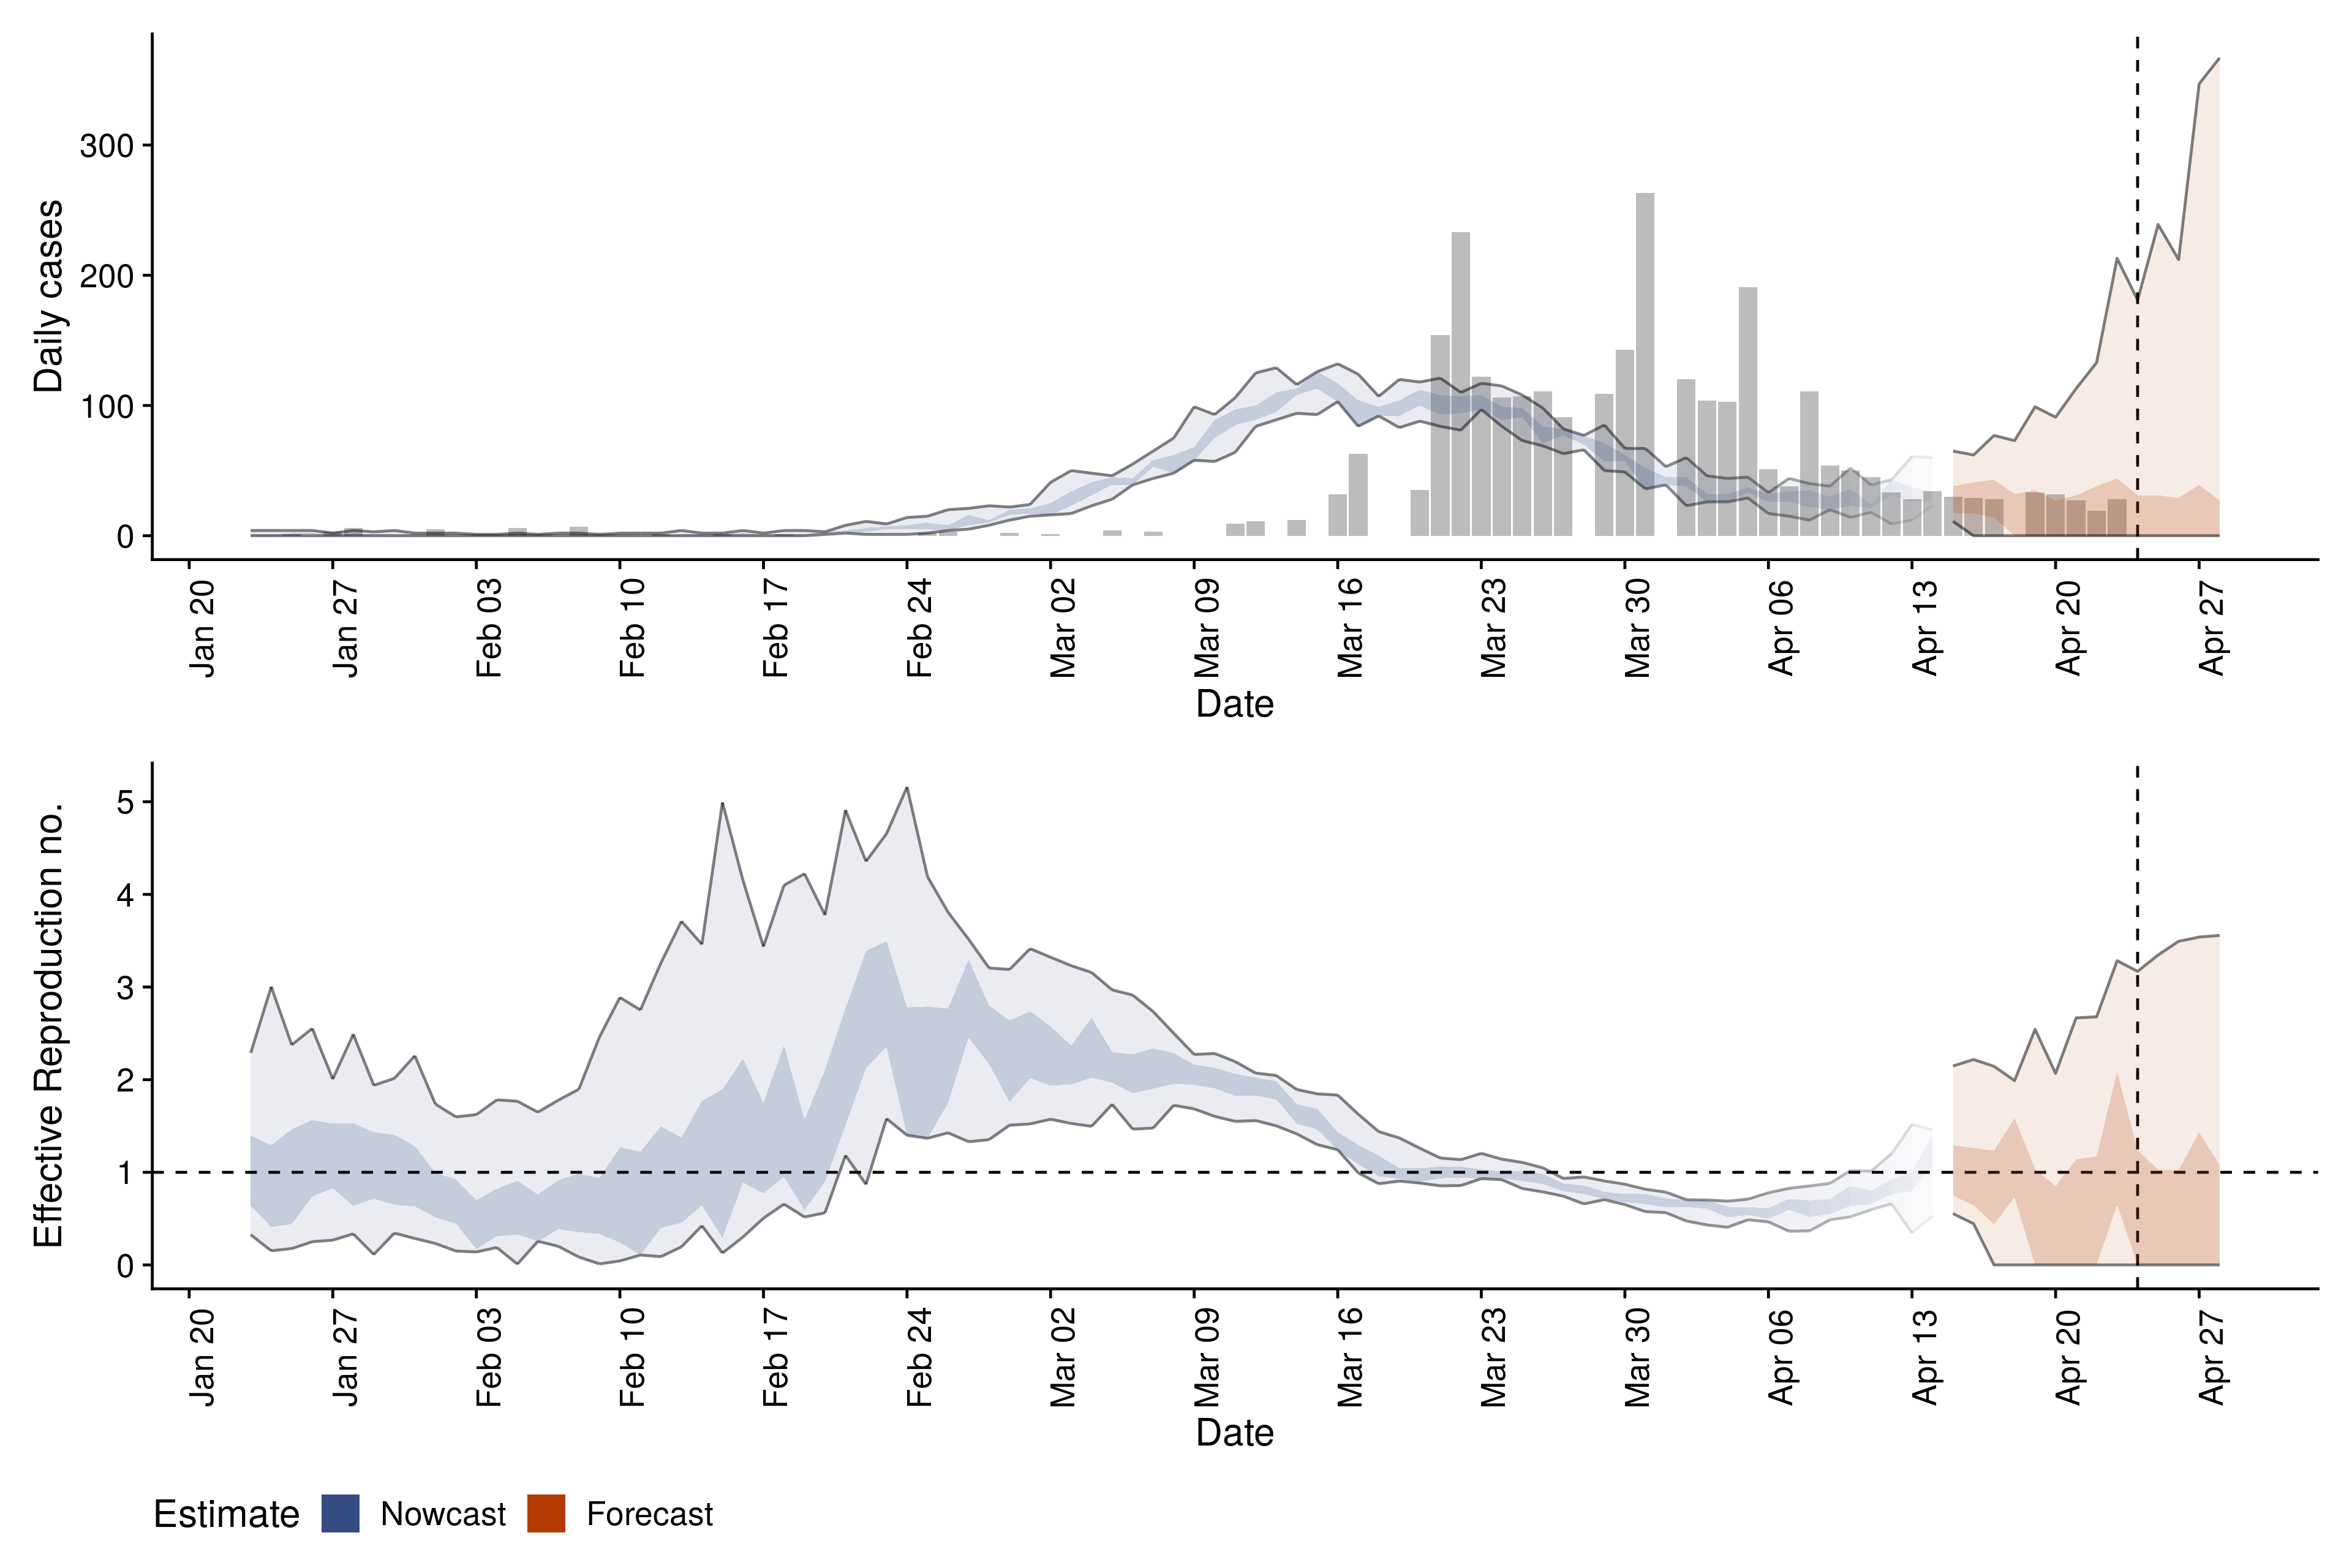 Daily cases
300
200
100
0
Jan 20
Jan 27
Feb 03
Feb 10
Feb 17
Feb 24
Mar 02
Mar 09
Mar 16
Mar 23
Mar 30
Apr 06
Apr 13
Apr 20
Apr 27
Date
Effective Reproduction no.
5
4
3
2
1
0
Jan 20
Jan 27
Feb 03
Feb 10
Feb 17
Feb 24
Mar 02
Mar 09
Mar 16
Mar 23
Mar 30
Apr 06
Apr 13
Apr 20
Apr 27
Date
Estimate Nowcast Forecast